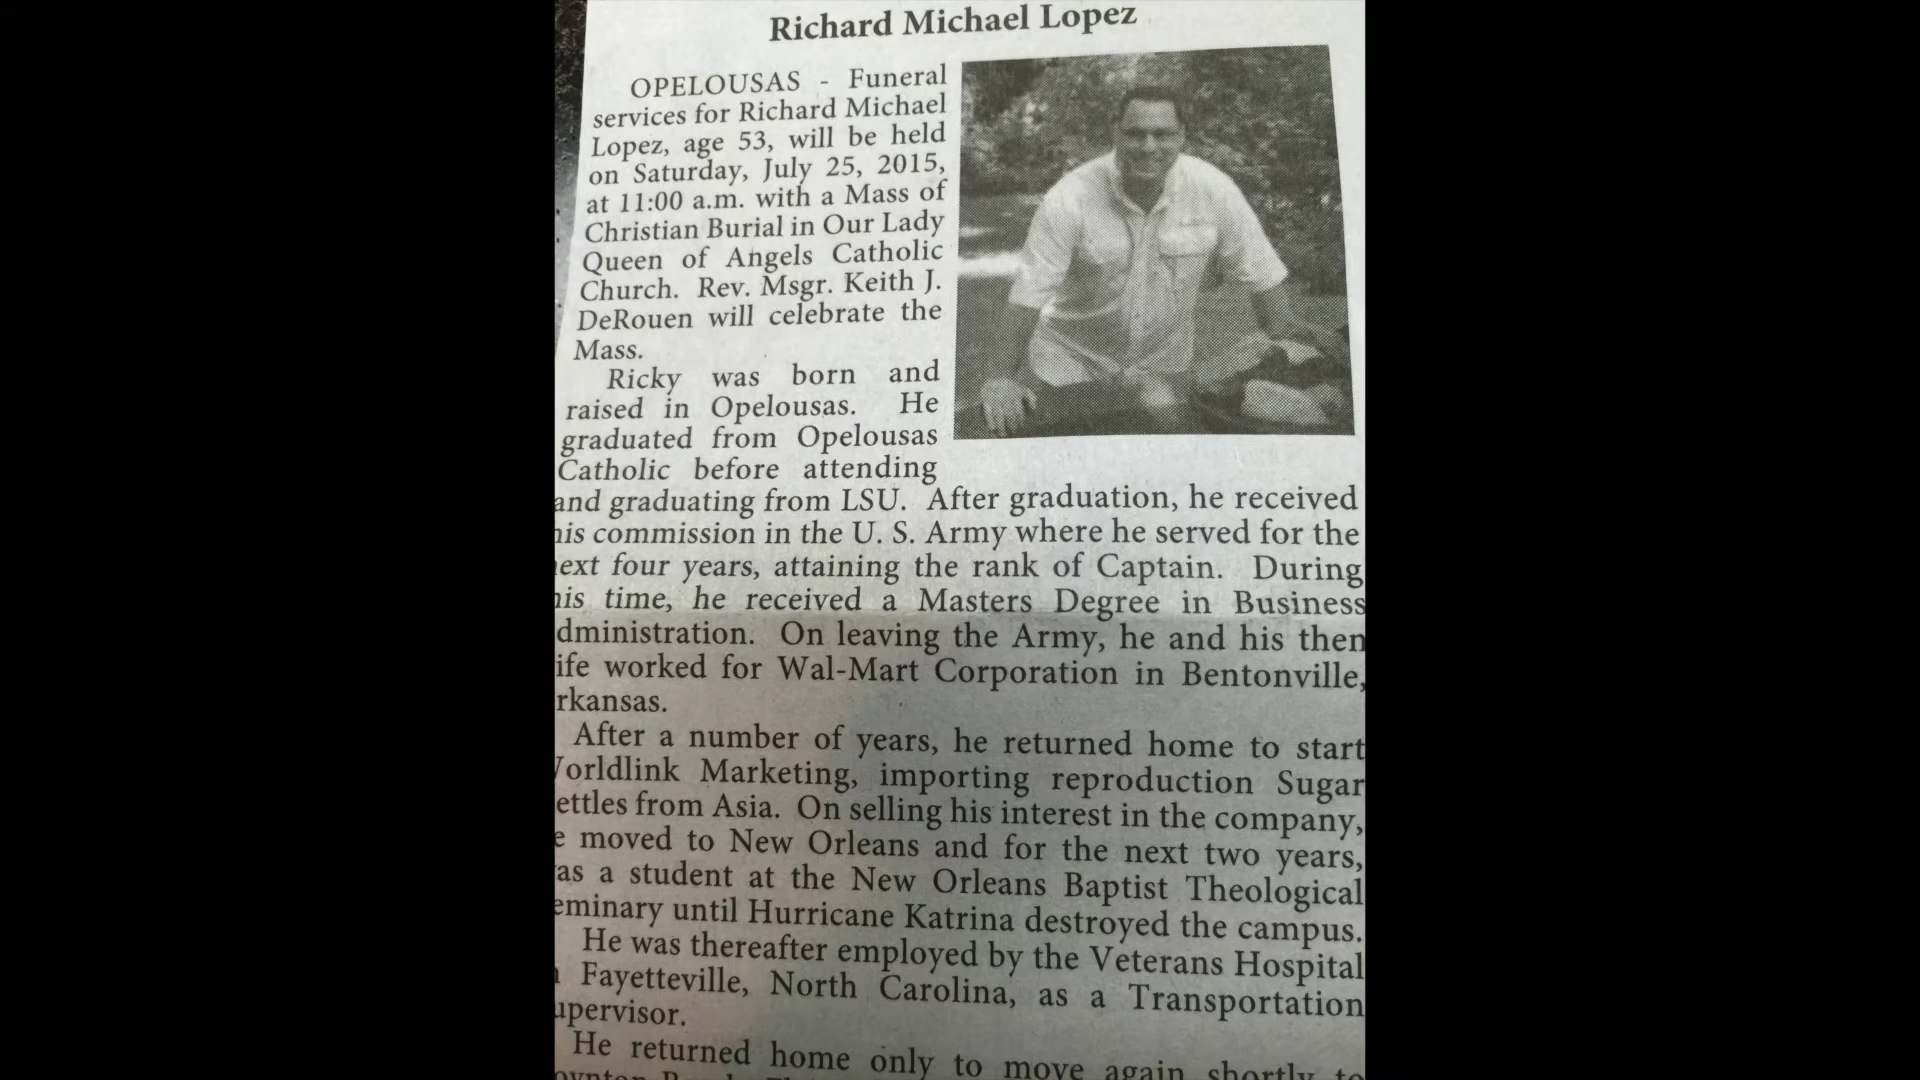 Richard Michael Lopez
OPELOUSAS - Funeral
services for Richard Michael
Lopez, age 53, will be held
on Saturday, July 25, 2015,
at 11:00 a.m. with a Mass of
Christian Burial in Our Lady
Queen of Angels Catholic
Church. Rev. Msgr. Keith J.
DeRouen will celebrate the
Mass.
Ricky was born and
raised in Opelousas. He
graduated from Opelousas
Catholic before attending
and graduating from LSU. After graduation, he received
his commission in the U. S. Army where he served for the
ext four years, attaining the rank of Captain. During
his time, he received a Masters Degree in Business
dministration. On leaving the Army, he and his then
ife worked for Wal-Mart Corporation in Bentonville,
rkansas.
After a number of years, he returned home to start
orldlink Marketing, importing reproduction Sugar
ettles from Asia. On selling his interest in the company,
e moved to New Orleans and for the next two years,
as a student at the New Orleans Baptist Theological
eminary until Hurricane Katrina destroyed the campus.
He was thereafter employed by the Veterans Hospital
Fayetteville, North Carolina, as a Transportation
upervisor.
He returned home only to move again shortly to